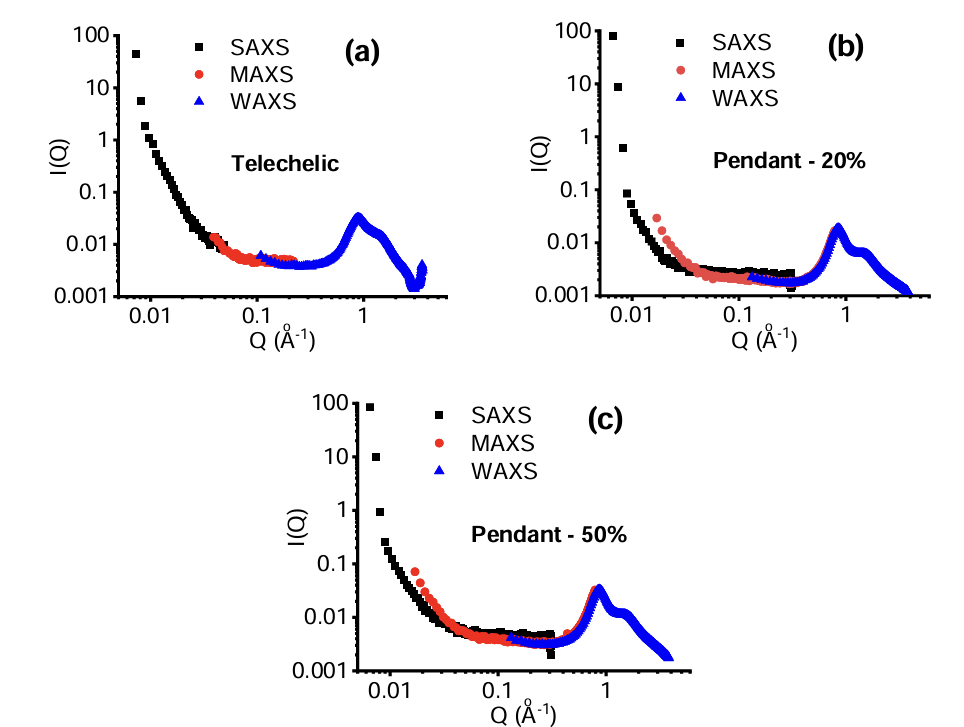 (a)
SAXS
MAXS
WAXS
Telechelic
100
10
1
0.1
0.01
0.001
I(Q)
0.01 0.1 1
Q (Å-1)
(b)
SAXS
MAXS
WAXS
Pendant - 20%
100
10
1
0.1
0.01
0.001
I(Q)
0.01 0.1 1
Q (Å-1)
(c)
SAXS
MAXS
WAXS
Pendant - 50%
100
10
1
0.1
0.01
0.001
I(Q)
0.01 0.1 1
Q (Å-1)